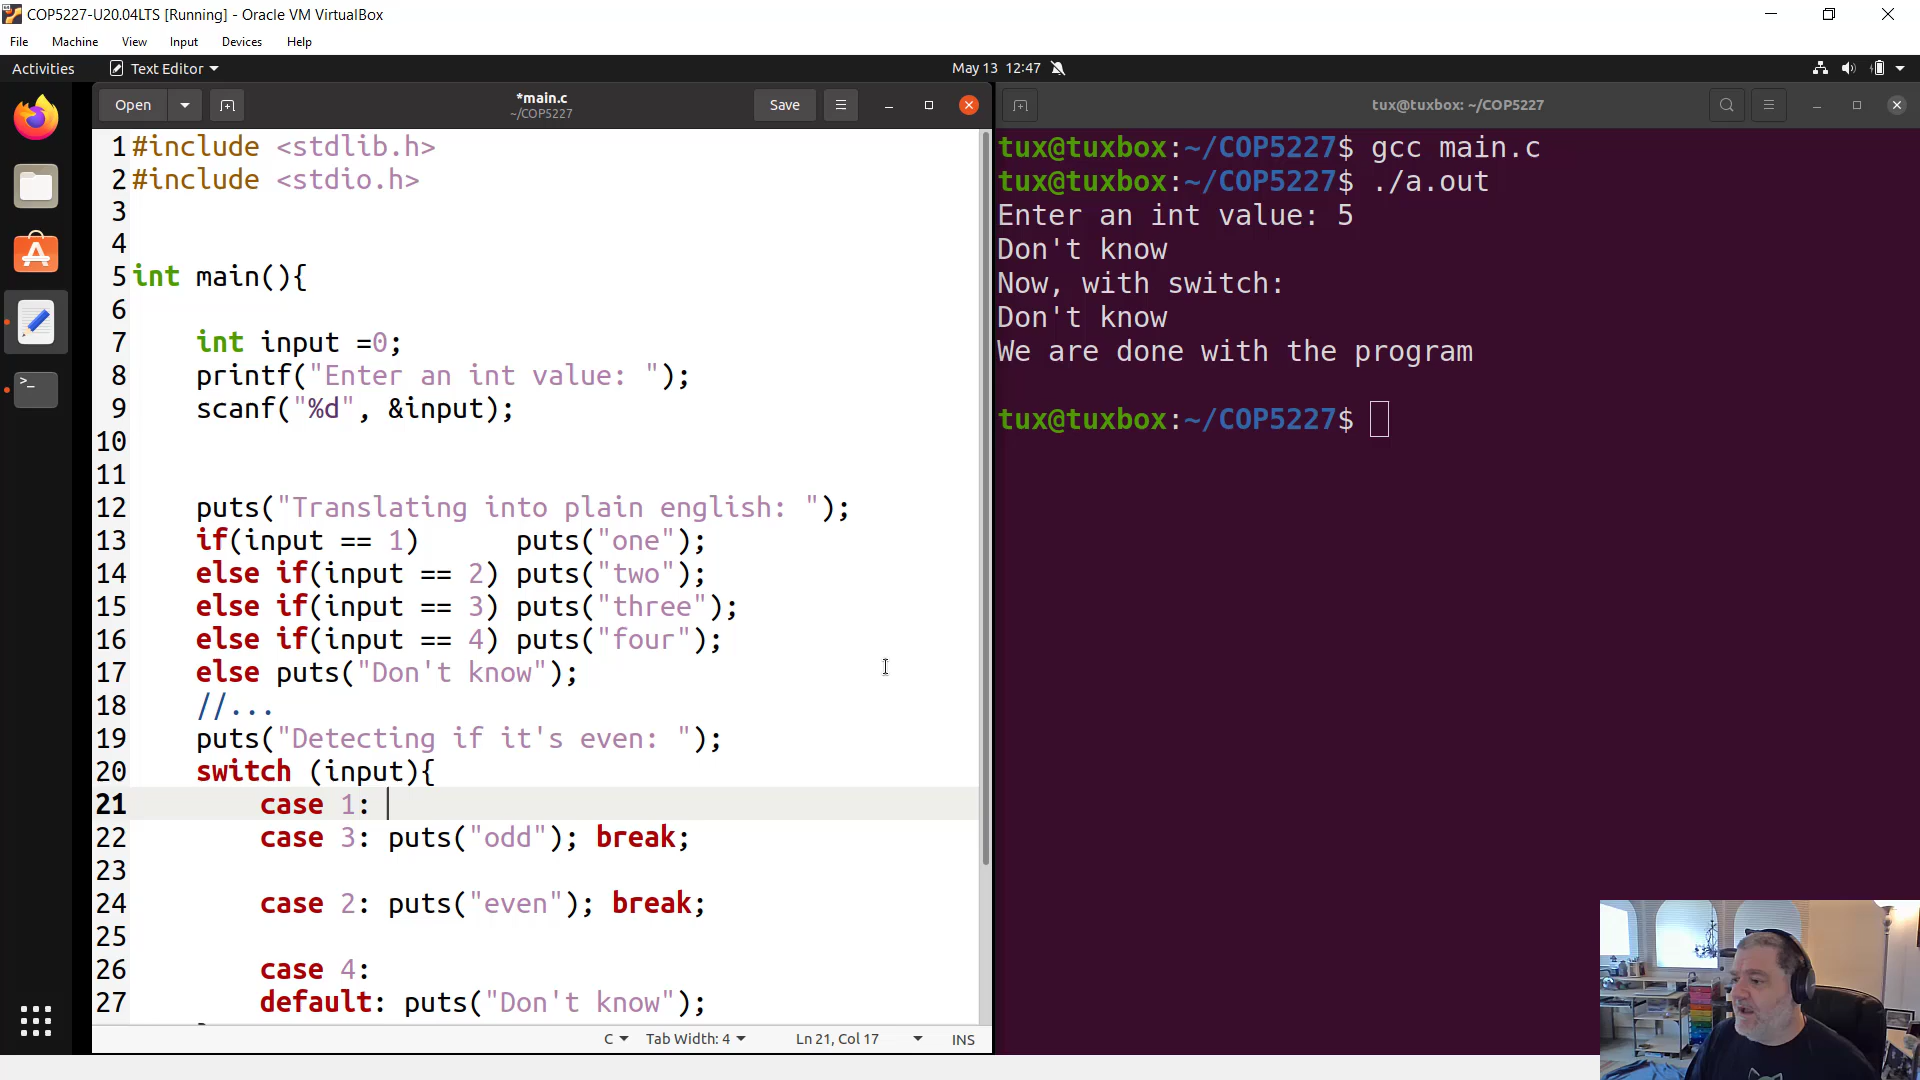 COP5227-U20.04LTS [Running] - Oracle VM VirtualBox
File Machine View Input Devices Help
Activities Text Editor May 13 12:47
Open *main.c Save
~/COP5227
1 #include <stdlib.h>
2 #include <stdio.h>
3
4
5 int main(){
6
7 int input =0;
8 printf("Enter an int value: ");
9 scanf("%d", &input);
10
11
12 puts("Translating into plain english: ");
13 if(input == 1) puts("one");
14 else if(input == 2) puts("two");
15 else if(input == 3) puts("three");
16 else if(input == 4) puts("four");
17 else puts("Don't know");
18 //...
19 puts("Detecting if it's even: ");
20 switch (input){
21 case 1:
22 case 3: puts("odd"); break;
23
24 case 2: puts("even"); break;
25
26 case 4:
27 default: puts("Don't know");
C Tab Width: 4 Ln 21, Col 17 INS
tux@tuxbox: ~/COP5227
tux@tuxbox:~/COP5227$ gcc main.c
tux@tuxbox:~/COP5227$ ./a.out
Enter an int value: 5
Don't know
Now, with switch:
Don't know
We are done with the program
tux@tuxbox:~/COP5227$